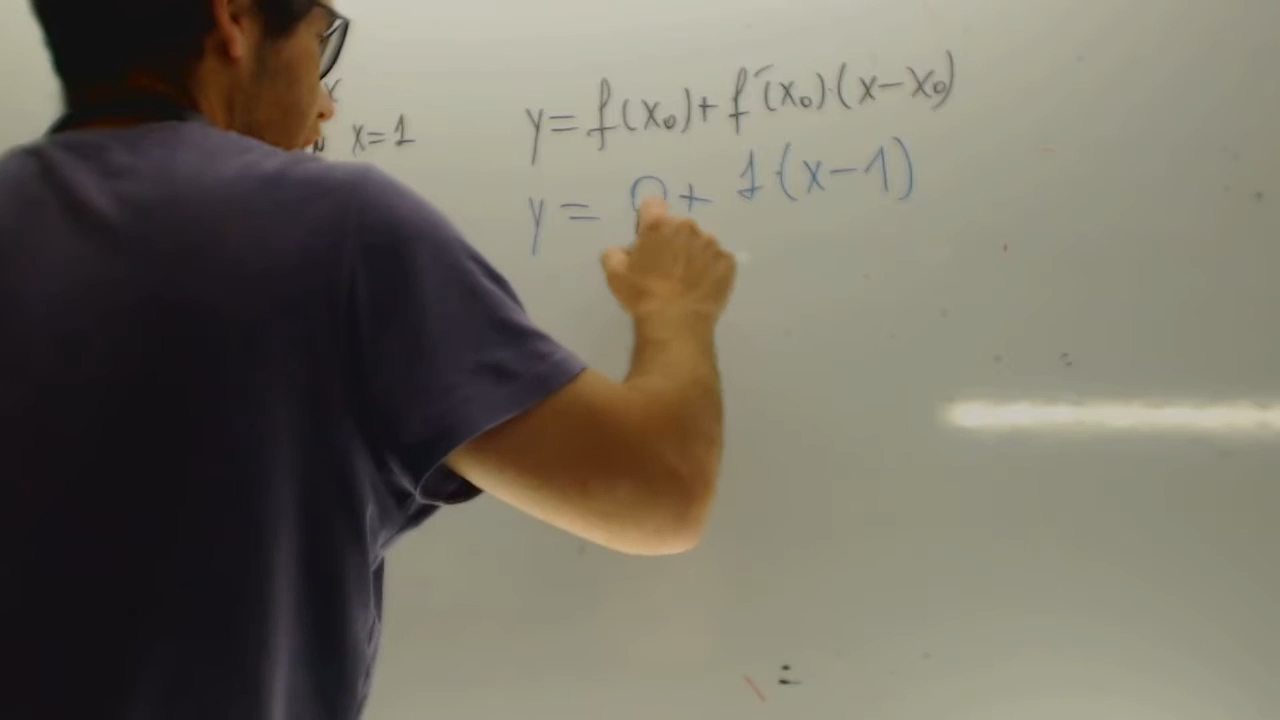 x
N x=1
y=f(x₀)+f'(x₀)·(x-x₀)
y= 0+ 1·(x-1)